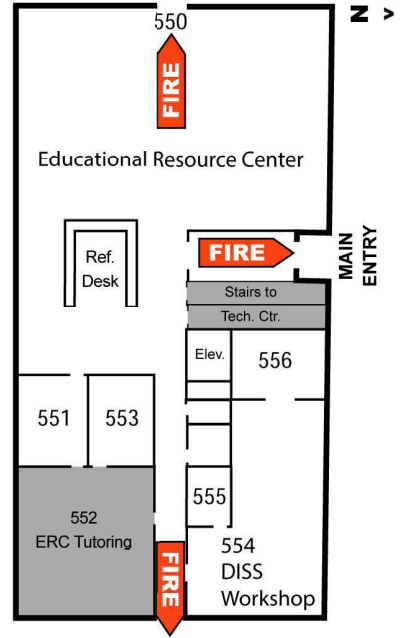 550
N
V
FIRE
Educational Resource Center
FIRE
MAIN
ENTRY
Ref.
Desk
Stairs to
Tech. Ctr.
Elev.
556
551
553
555
552
ERC Tutoring
554
DISS
Workshop
FIRE